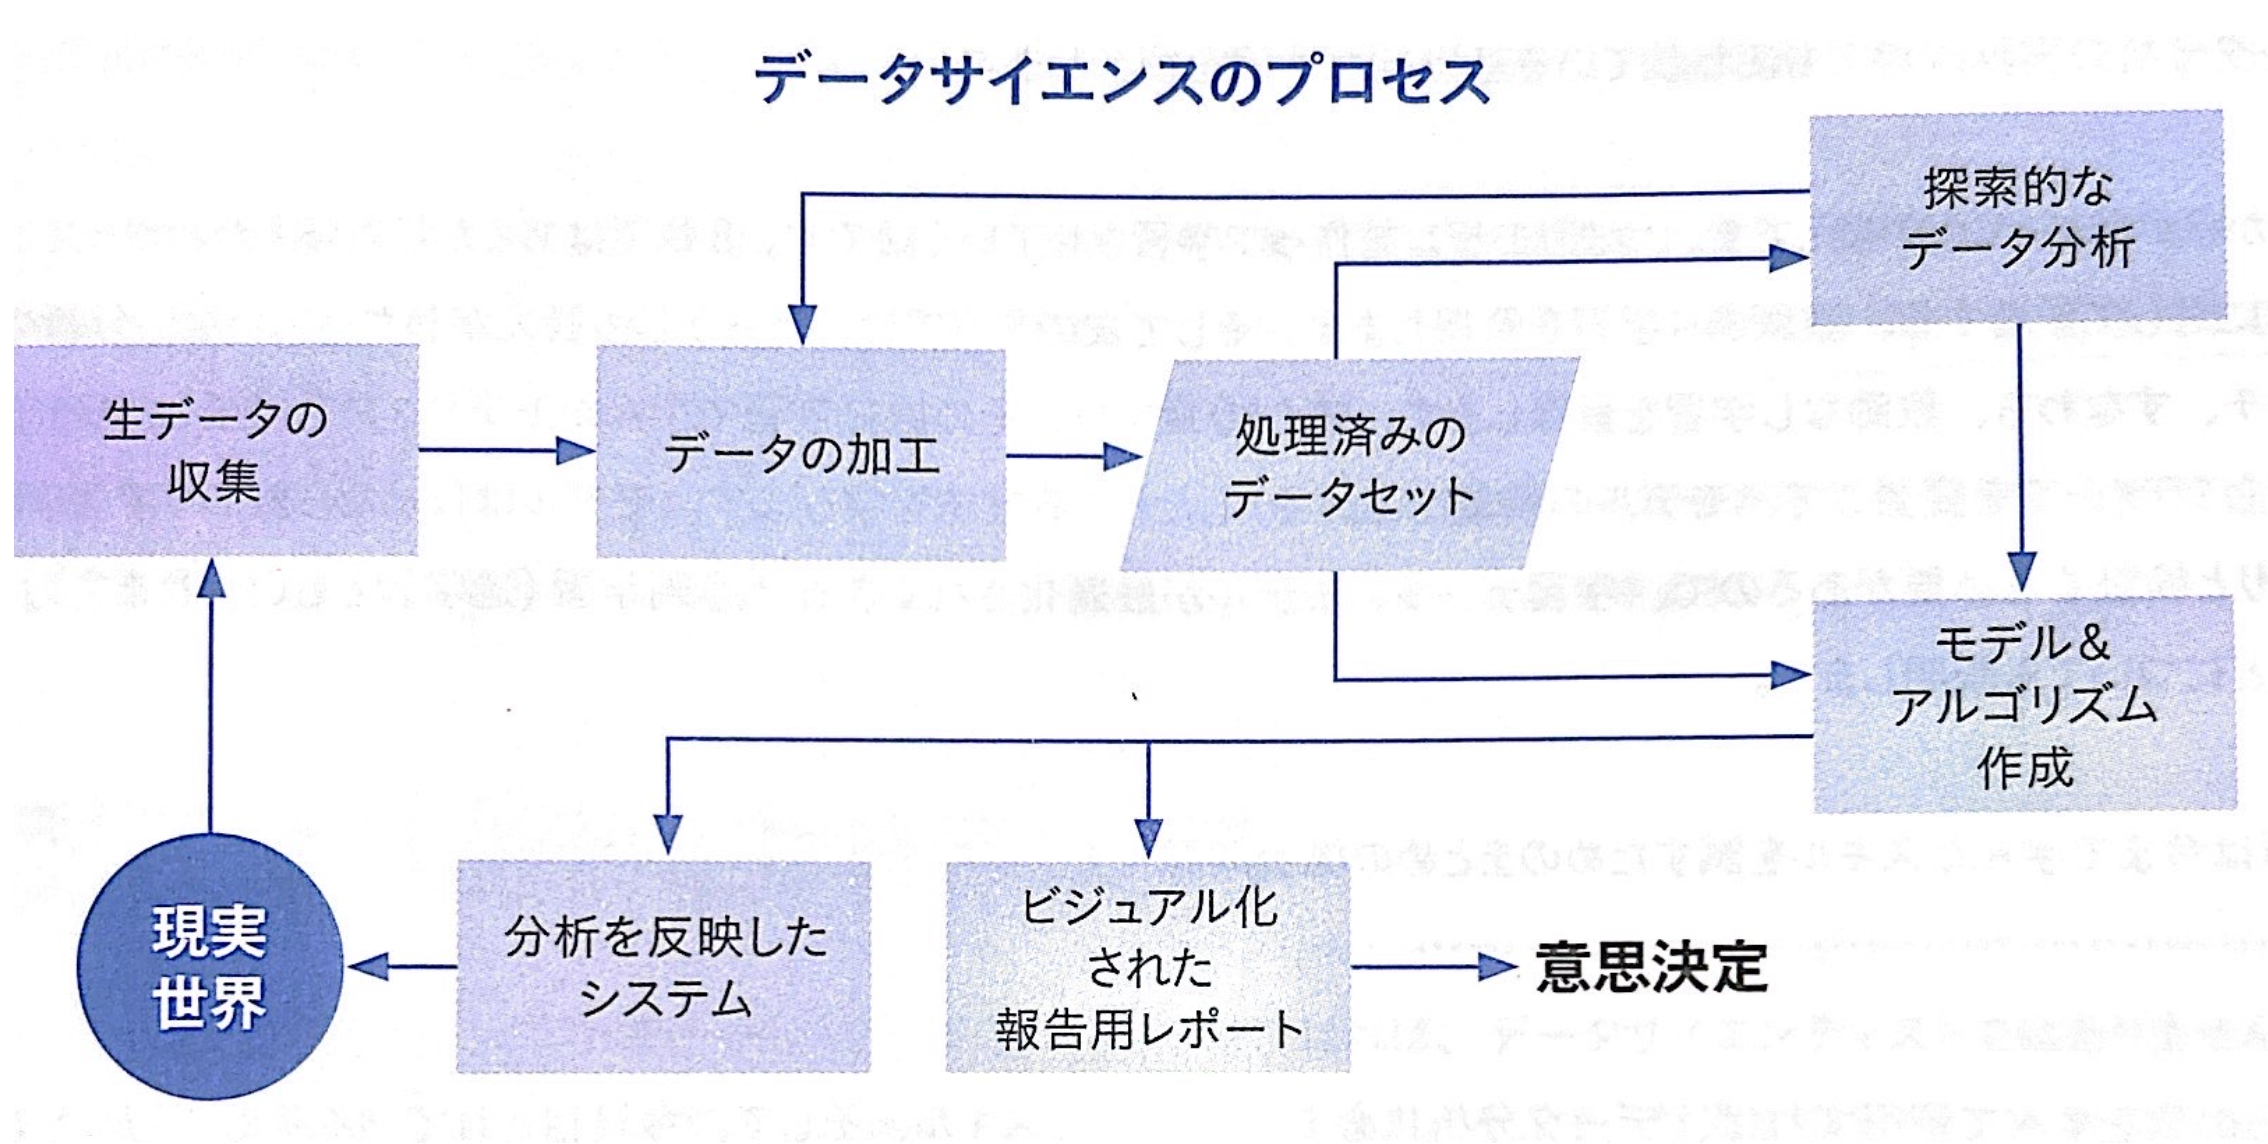 データサイエンスのプロセス
探索的な
データ分析
生データの
収集
データの加工
処理済みの
データセット
モデル＆
アルゴリズム
作成
現実
世界
分析を反映した
システム
ビジュアル化
された
報告用レポート
意思決定